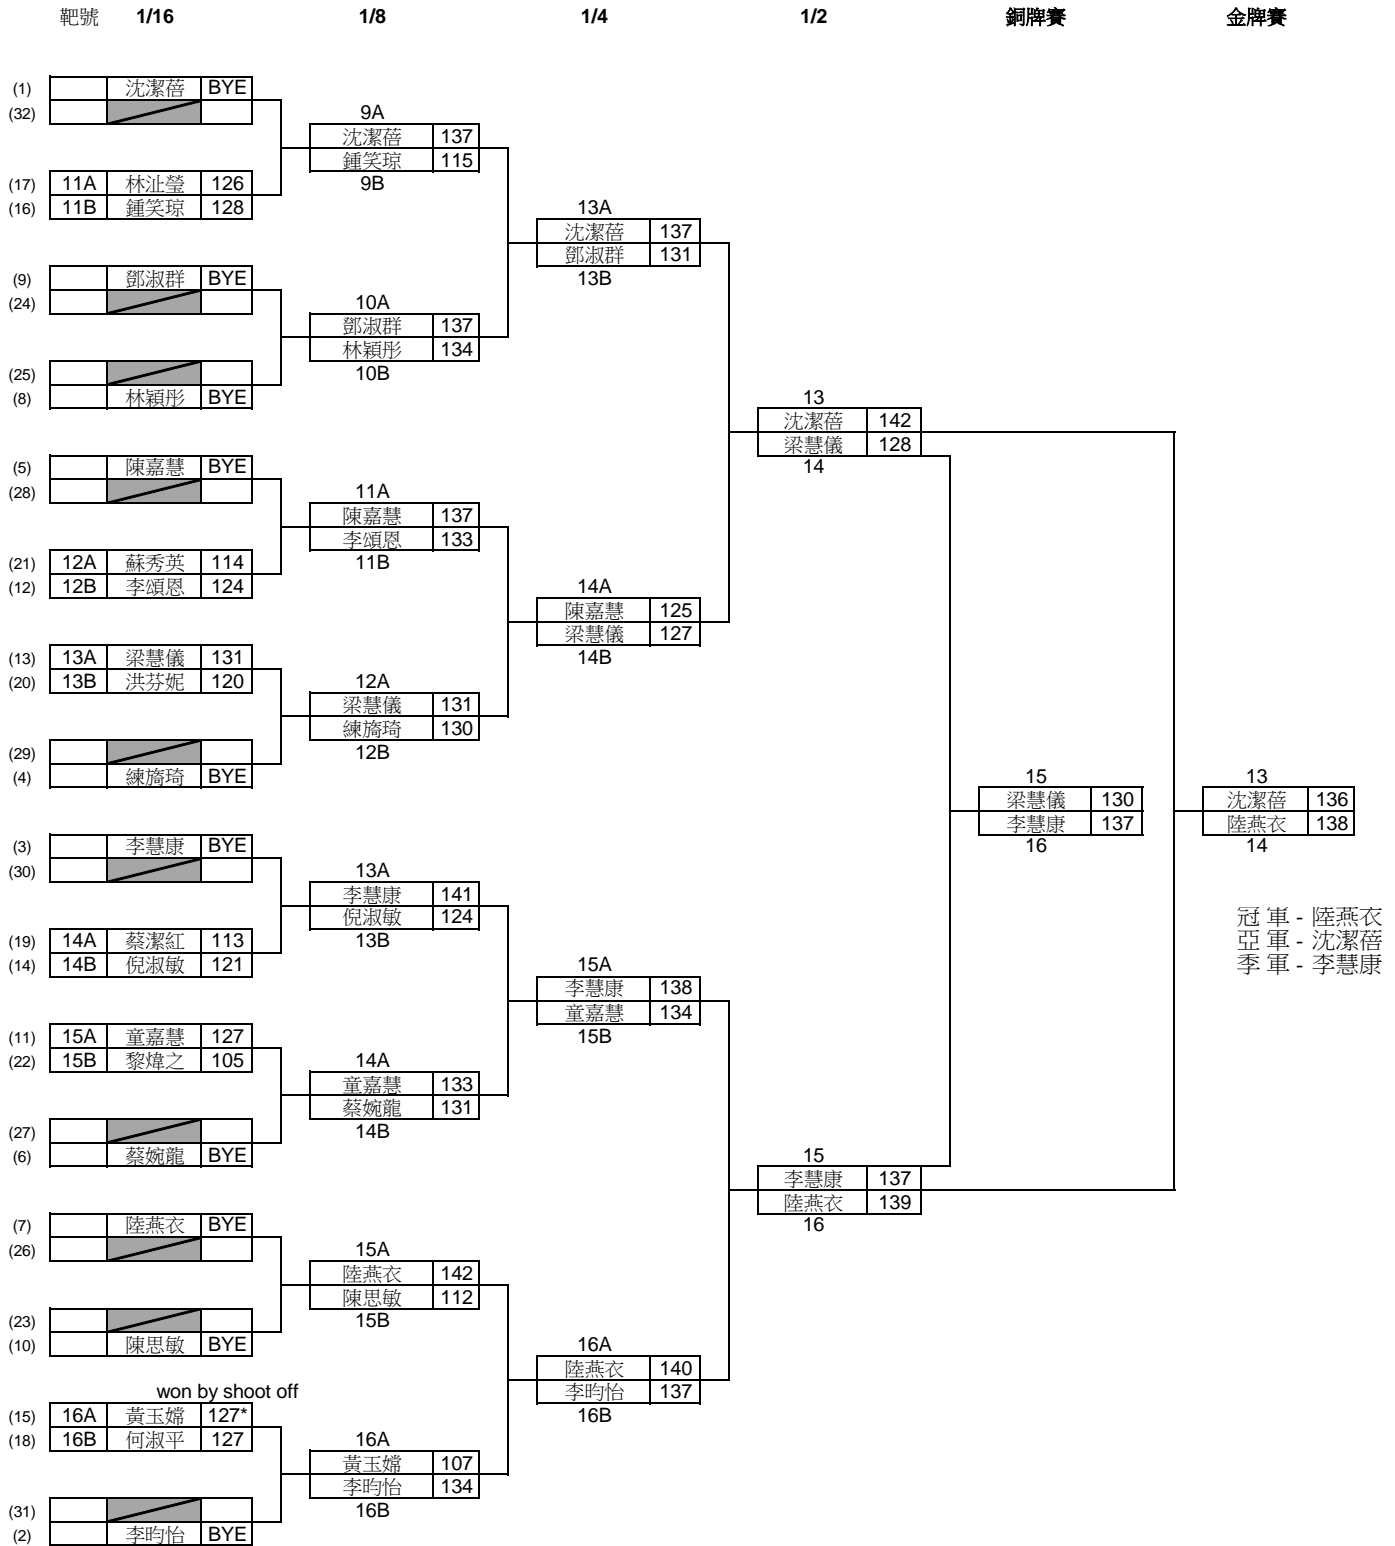 靶號 1/16 1/8 1/4 1/2 銅牌賽 金牌賽
(1) 沈潔蓓 BYE
(32) 9A
沈潔蓓 137
鍾笑琼 115
(17) 11A 林沚瑩 126 9B
(16) 11B 鍾笑琼 128 13A
沈潔蓓 137
鄧淑群 131
(9) 鄧淑群 BYE 13B
(24) 10A
鄧淑群 137
林穎彤 134
(25) 10B
(8) 林穎彤 BYE 13
沈潔蓓 142
梁慧儀 128
(5) 陳嘉慧 BYE 14
(28) 11A
陳嘉慧 137
李頌恩 133
(21) 12A 蘇秀英 114 11B
(12) 12B 李頌恩 124 14A
陳嘉慧 125
梁慧儀 127
(13) 13A 梁慧儀 131 14B
(20) 13B 洪芬妮 120 12A
梁慧儀 131
練旖琦 130
(29) 12B
(4) 練旖琦 BYE 15 13
梁慧儀 130 沈潔蓓 136
李慧康 137 陸燕衣 138
(3) 李慧康 BYE 16 14
(30) 13A
李慧康 141
倪淑敏 124 冠 軍 - 陸燕衣
(19) 14A 蔡潔紅 113 13B 亞 軍 - 沈潔蓓
(14) 14B 倪淑敏 121 15A 季 軍 - 李慧康
李慧康 138
童嘉慧 134
(11) 15A 童嘉慧 127 15B
(22) 15B 黎煒之 105 14A
童嘉慧 133
蔡婉龍 131
(27) 14B
(6) 蔡婉龍 BYE 15
李慧康 137
陸燕衣 139
(7) 陸燕衣 BYE 16
(26) 15A
陸燕衣 142
陳思敏 112
(23) 15B
(10) 陳思敏 BYE 16A
陸燕衣 140
won by shoot off 李昀怡 137
(15) 16A 黃玉嫦 127* 16B
(18) 16B 何淑平 127 16A
黃玉嫦 107
李昀怡 134
(31) 16B
(2) 李昀怡 BYE